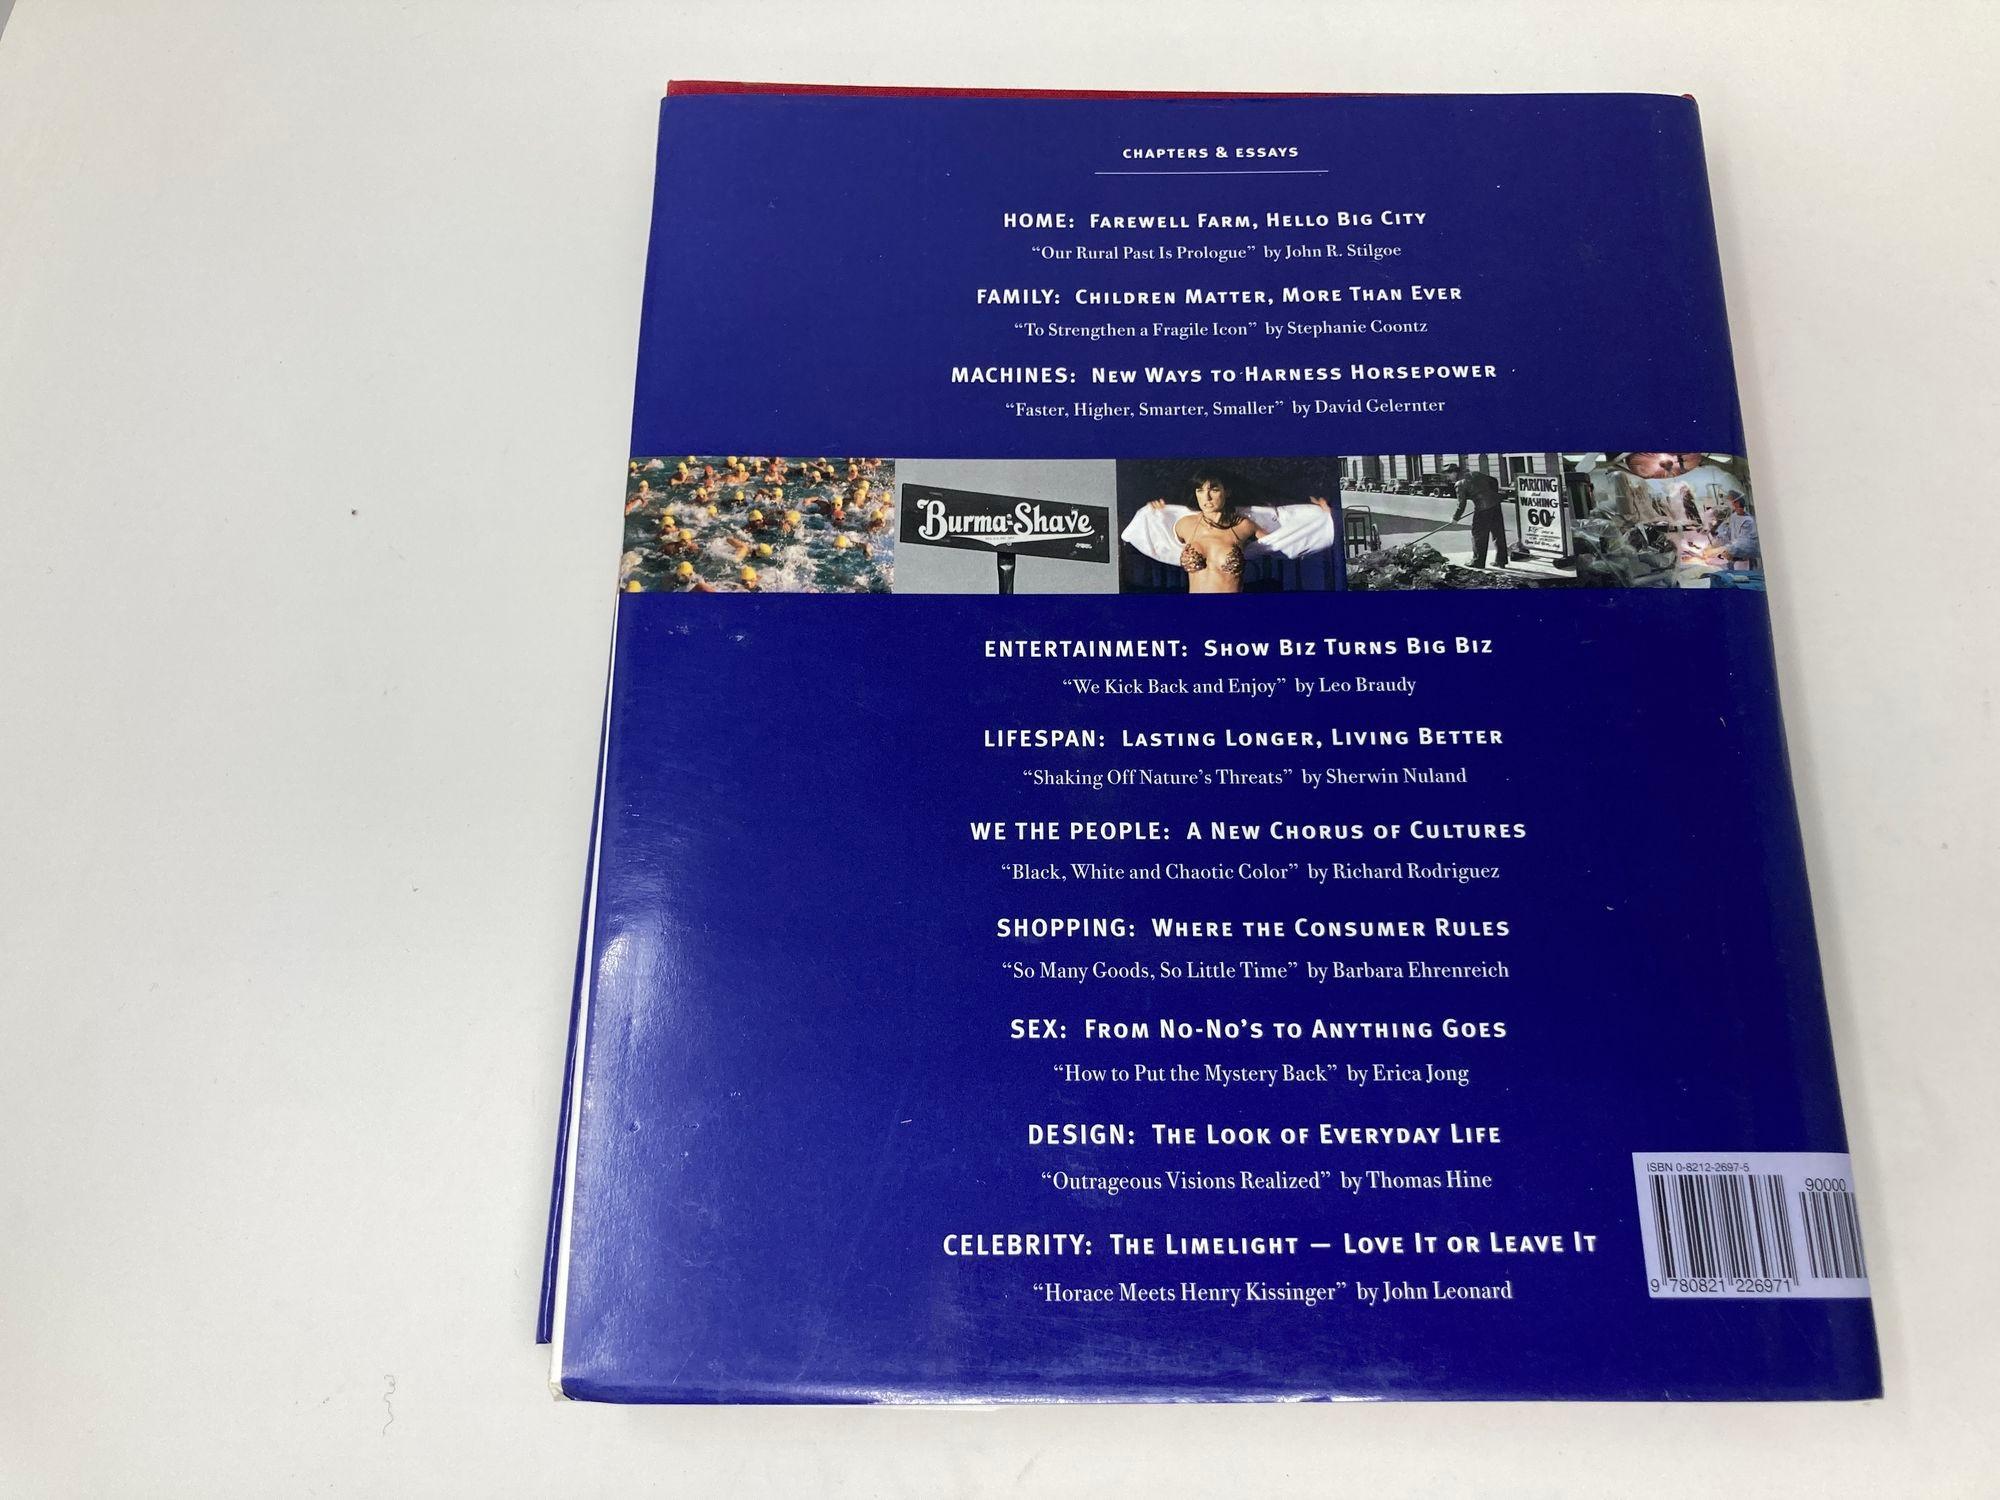 CHAPTERS & ESSAYS
HOME: FAREWELL FARM, HELLO BIG CITY
“Our Rural Past Is Prologue” by John R. Stilgoe
FAMILY: CHILDREN MATTER, MORE THAN EVER
“To Strengthen a Fragile Icon” by Stephanie Coontz
MACHINES: NEW WAYS TO HARNESS HORSEPOWER
“Faster, Higher, Smarter, Smaller” by David Gelernter
Burma-Shave
PARKING
and
WASHING
60¢
ENTERTAINMENT: SHOW BIZ TURNS BIG BIZ
“We Kick Back and Enjoy” by Leo Braudy
LIFESPAN: LASTING LONGER, LIVING BETTER
“Shaking Off Nature’s Threats” by Sherwin Nuland
WE THE PEOPLE: A NEW CHORUS OF CULTURES
“Black, White and Chaotic Color” by Richard Rodriguez
SHOPPING: WHERE THE CONSUMER RULES
“So Many Goods, So Little Time” by Barbara Ehrenreich
SEX: FROM NO-NO’S TO ANYTHING GOES
“How to Put the Mystery Back” by Erica Jong
DESIGN: THE LOOK OF EVERYDAY LIFE
“Outrageous Visions Realized” by Thomas Hine
CELEBRITY: THE LIMELIGHT — LOVE IT OR LEAVE IT
“Horace Meets Henry Kissinger” by John Leonard
ISBN 0-8212-2697-5
90000
9 780821 226971